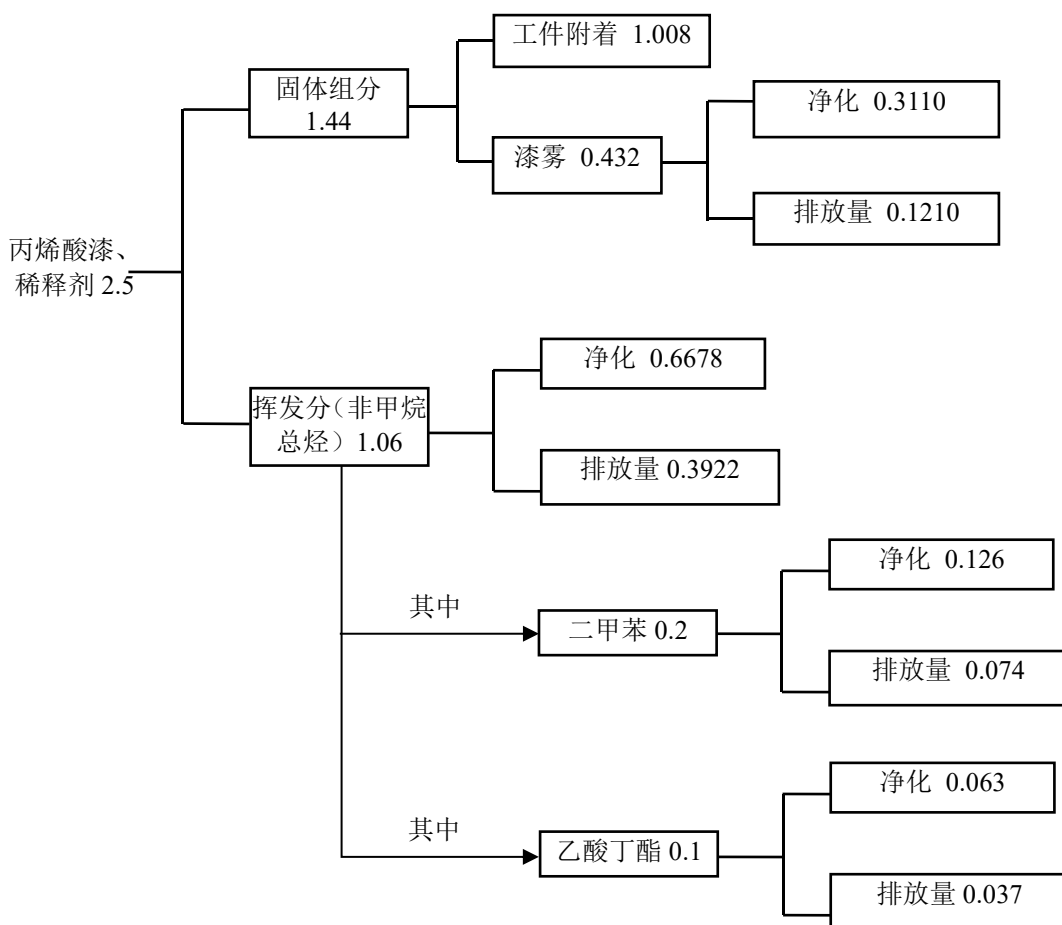 工件附着 1.008
固体组分
1.44
净化 0.3110
漆雾 0.432
排放量 0.1210
丙烯酸漆、
稀释剂 2.5
净化 0.6678
挥发分（非甲烷
总烃）1.06
排放量 0.3922
净化 0.126
其中
二甲苯 0.2
排放量 0.074
净化 0.063
其中
乙酸丁酯 0.1
排放量 0.037